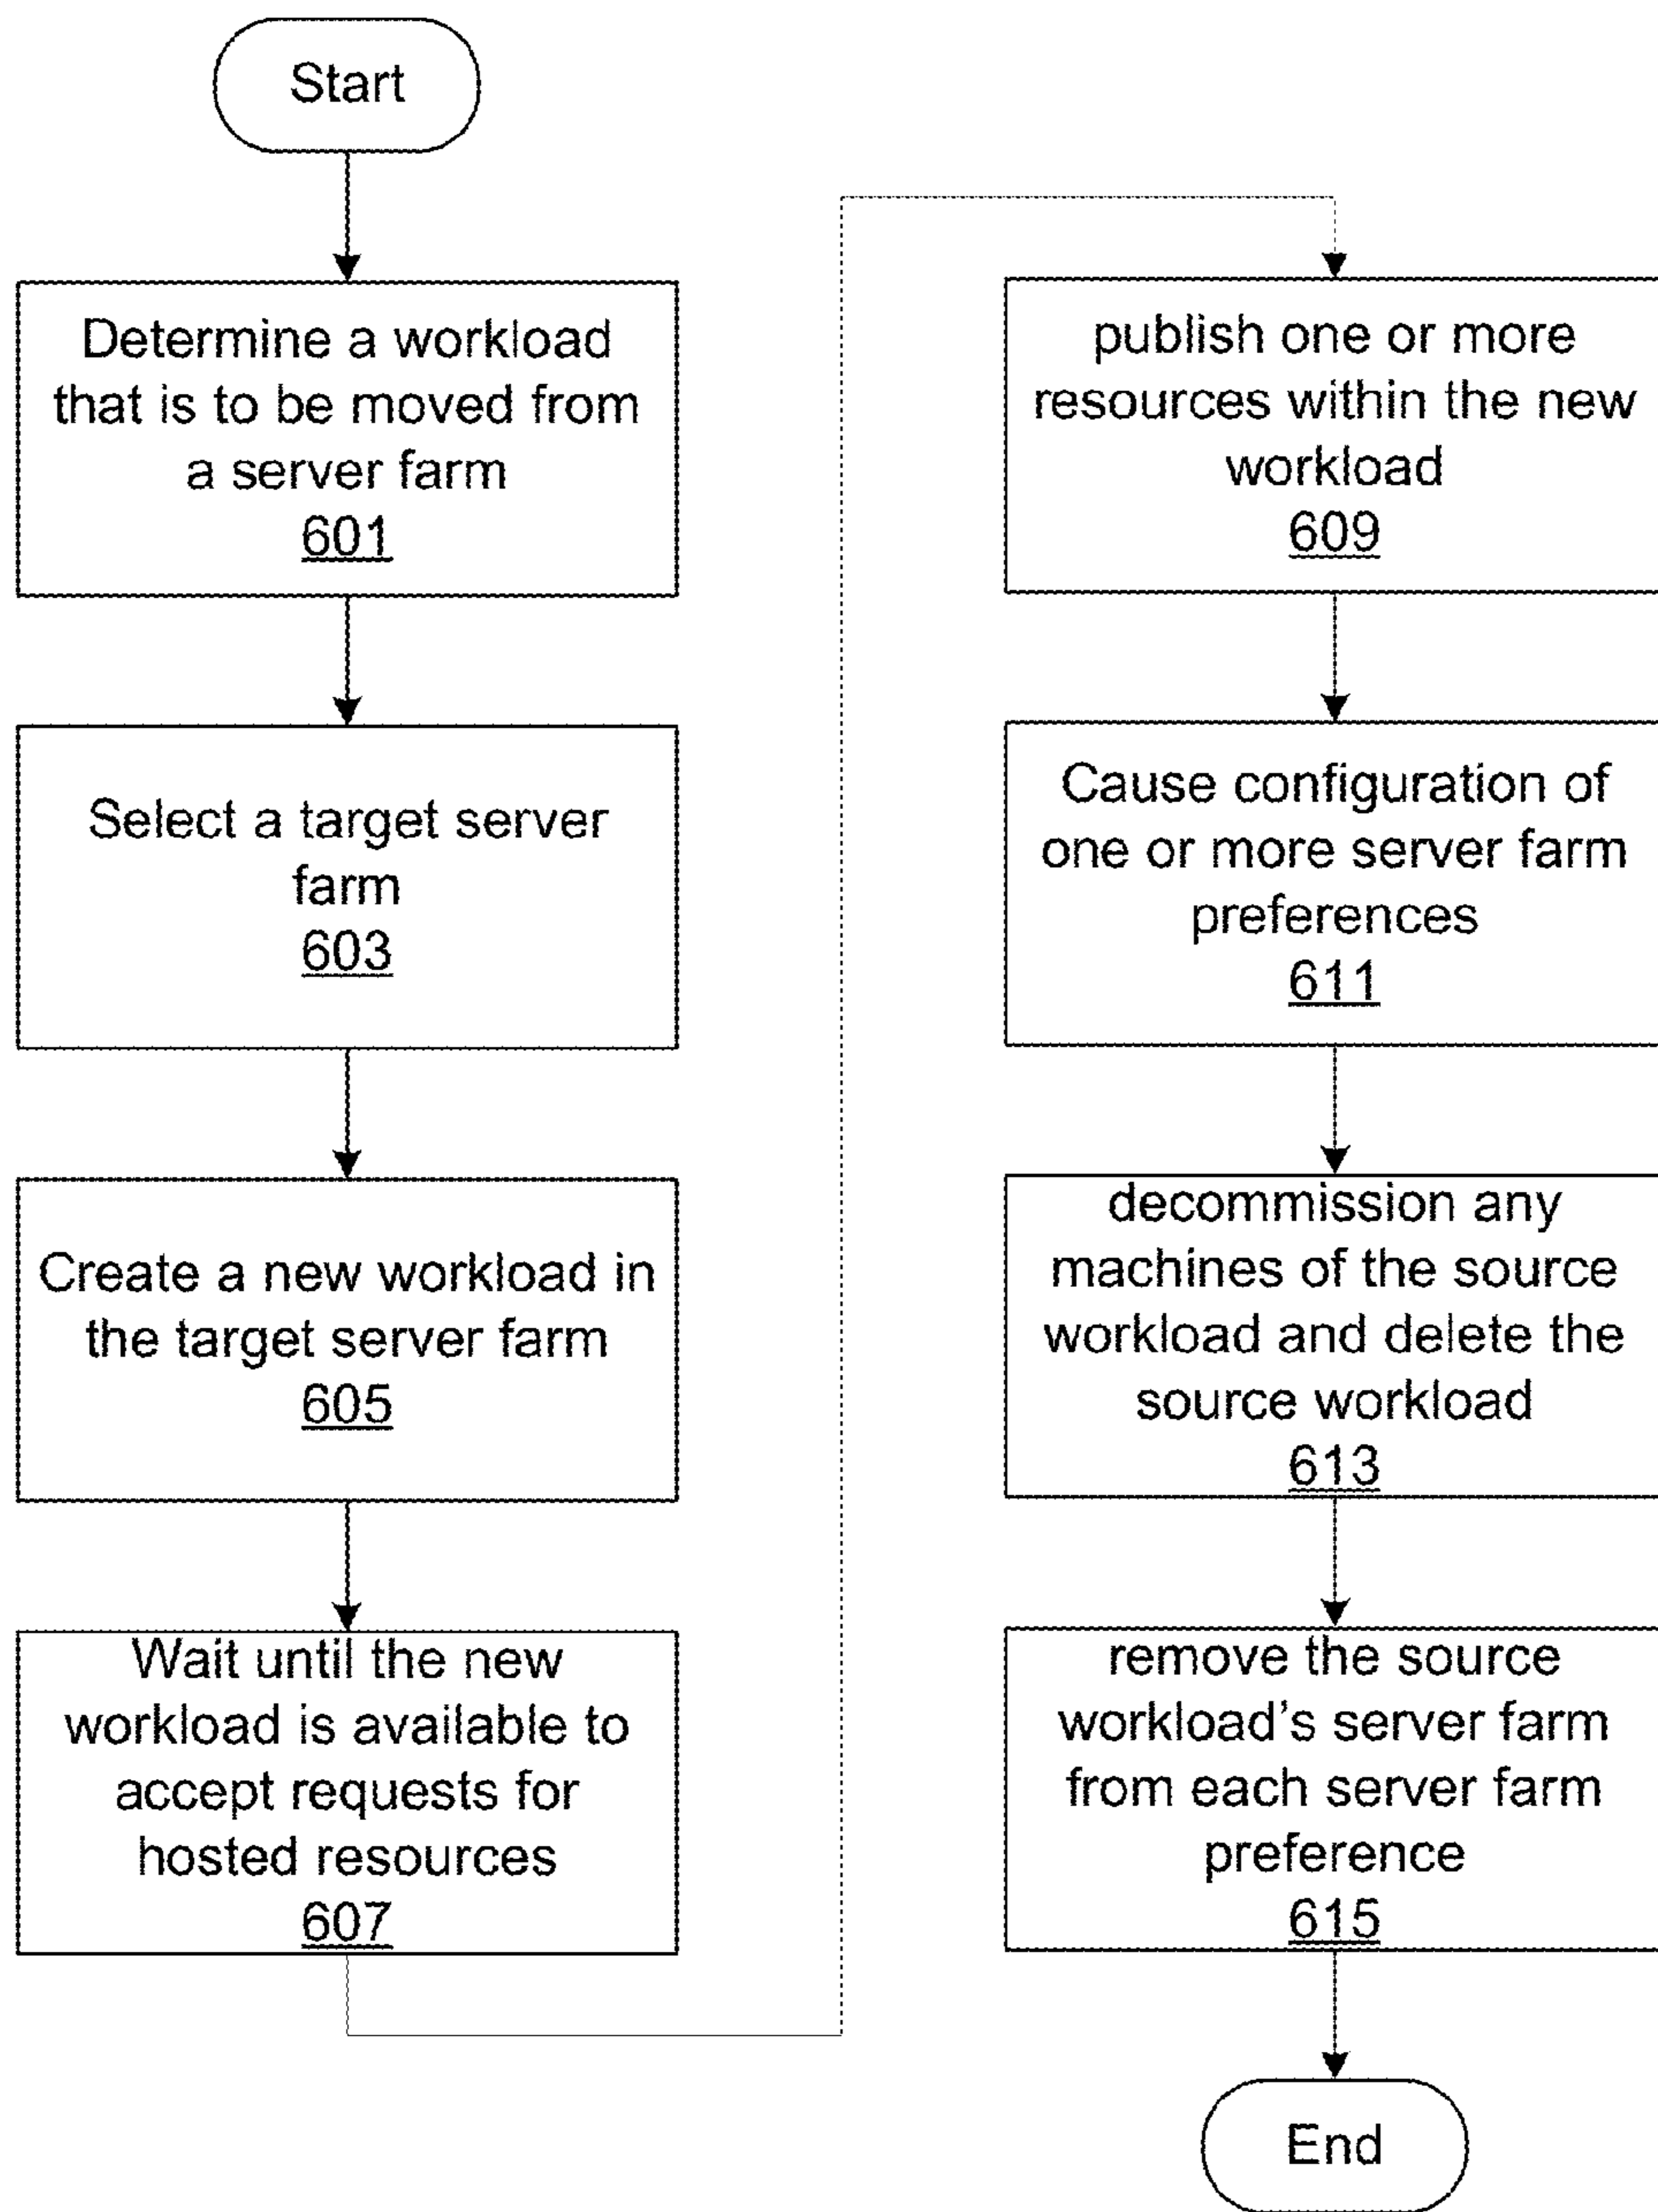 Start
Determine a workload
that is to be moved from
a server farm
601
Select a target server
farm
603
Create a new workload in
the target server farm
605
Wait until the new
workload is available to
accept requests for
hosted resources
607
publish one or more
resources within the new
workload
609
Cause configuration of
one or more server farm
preferences
611
decommission any
machines of the source
workload and delete the
source workload
613
remove the source
workload's server farm
from each server farm
preference
615
End